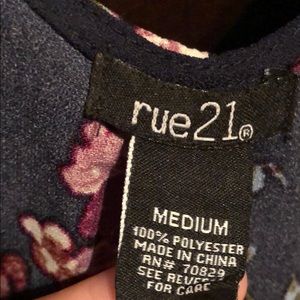 rue21®
MEDIUM
100% POLYESTER
MADE IN CHINA
RN# 70829
SEE REVERSE
FOR CARE